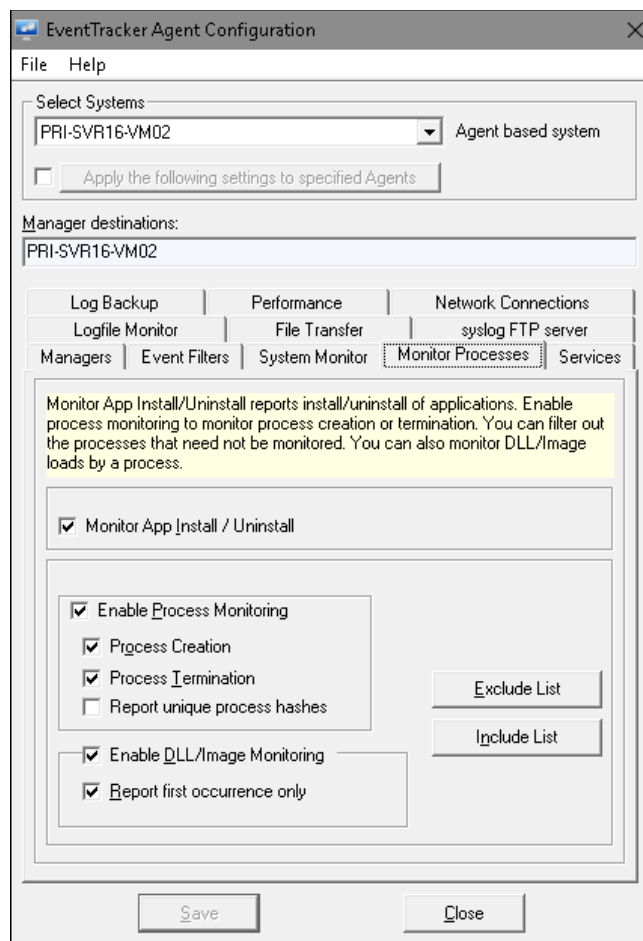 EventTracker Agent Configuration
File Help
Select Systems
PRI-SVR16-VM02
Agent based system
Apply the following settings to specified Agents
Manager destinations:
PRI-SVR16-VM02
Log Backup Performance Network Connections
Logfile Monitor File Transfer syslog FTP server
Managers Event Filters System Monitor Monitor Processes Services
Monitor App Install/Uninstall reports install/uninstall of applications. Enable
process monitoring to monitor process creation or termination. You can filter out
the processes that need not be monitored. You can also monitor DLL/Image
loads by a process.
Monitor App Install / Uninstall
Enable Process Monitoring
Process Creation
Process Termination
Report unique process hashes
Exclude List
Include List
Enable DLL/Image Monitoring
Report first occurrence only
Save Close